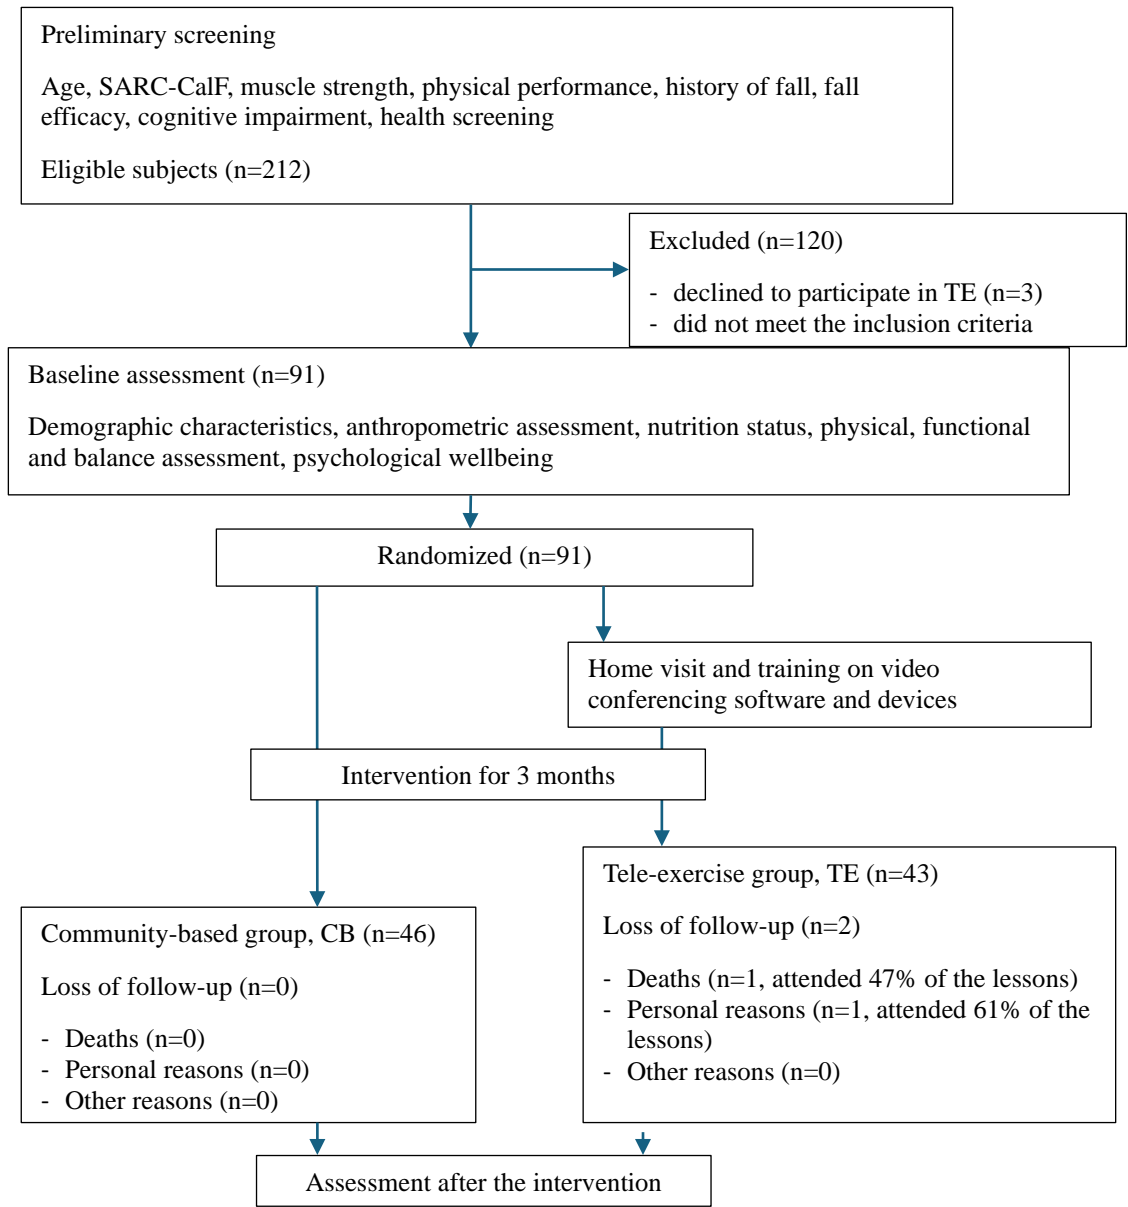 Preliminary screening
Age, SARC-CalF, muscle strength, physical performance, history of fall, fall
efficacy, cognitive impairment, health screening
Eligible subjects (n=212)
Excluded (n=120)
- declined to participate in TE (n=3)
- did not meet the inclusion criteria
Baseline assessment (n=91)
Demographic characteristics, anthropometric assessment, nutrition status, physical, functional
and balance assessment, psychological wellbeing
Randomized (n=91)
Home visit and training on video
conferencing software and devices
Intervention for 3 months
Community-based group, CB (n=46)
Loss of follow-up (n=0)
- Deaths (n=0)
- Personal reasons (n=0)
- Other reasons (n=0)
Tele-exercise group, TE (n=43)
Loss of follow-up (n=2)
- Deaths (n=1, attended 47% of the lessons)
- Personal reasons (n=1, attended 61% of the
lessons)
- Other reasons (n=0)
Assessment after the intervention